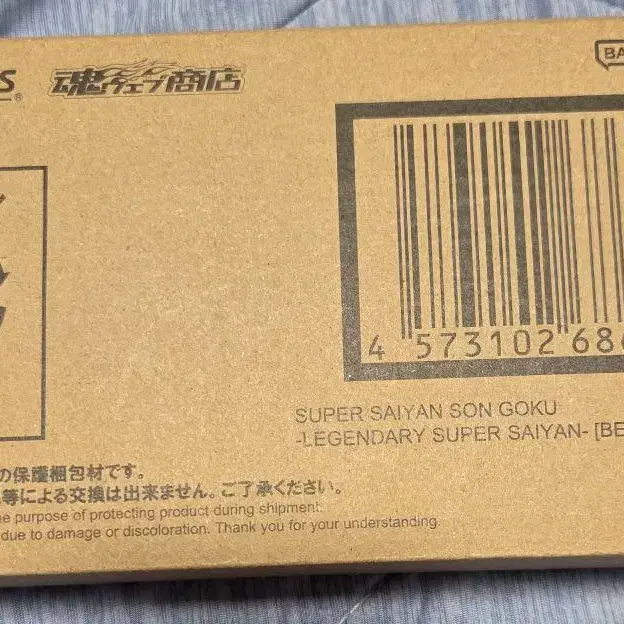 S® 魂ウェブ商店
BA
4 573102 686
SUPER SAIYAN SON GOKU
-LEGENDARY SUPER SAIYAN- [BE
の保護梱包材です。
等による交換は出来ません。ご了承ください。
e purpose of protecting product during shipment.
due to damage or discoloration. Thank you for your understanding.